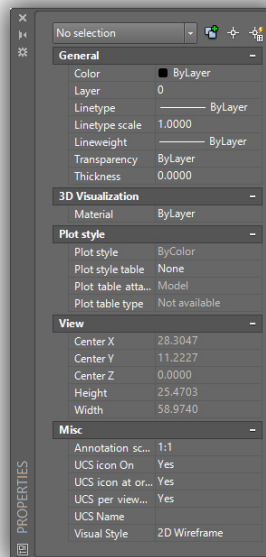 No selection
General
Color ByLayer
Layer 0
Linetype ByLayer
Linetype scale 1.0000
Lineweight ByLayer
Transparency ByLayer
Thickness 0.0000
3D Visualization
Material ByLayer
Plot style
Plot style ByColor
Plot style table None
Plot table atta... Model
Plot table type Not available
View
Center X 28.3047
Center Y 11.2227
Center Z 0.0000
Height 25.4703
Width 58.9740
Misc
Annotation sc... 1:1
UCS icon On Yes
UCS icon at or... Yes
UCS per view... Yes
UCS Name
Visual Style 2D Wireframe
PROPERTIES